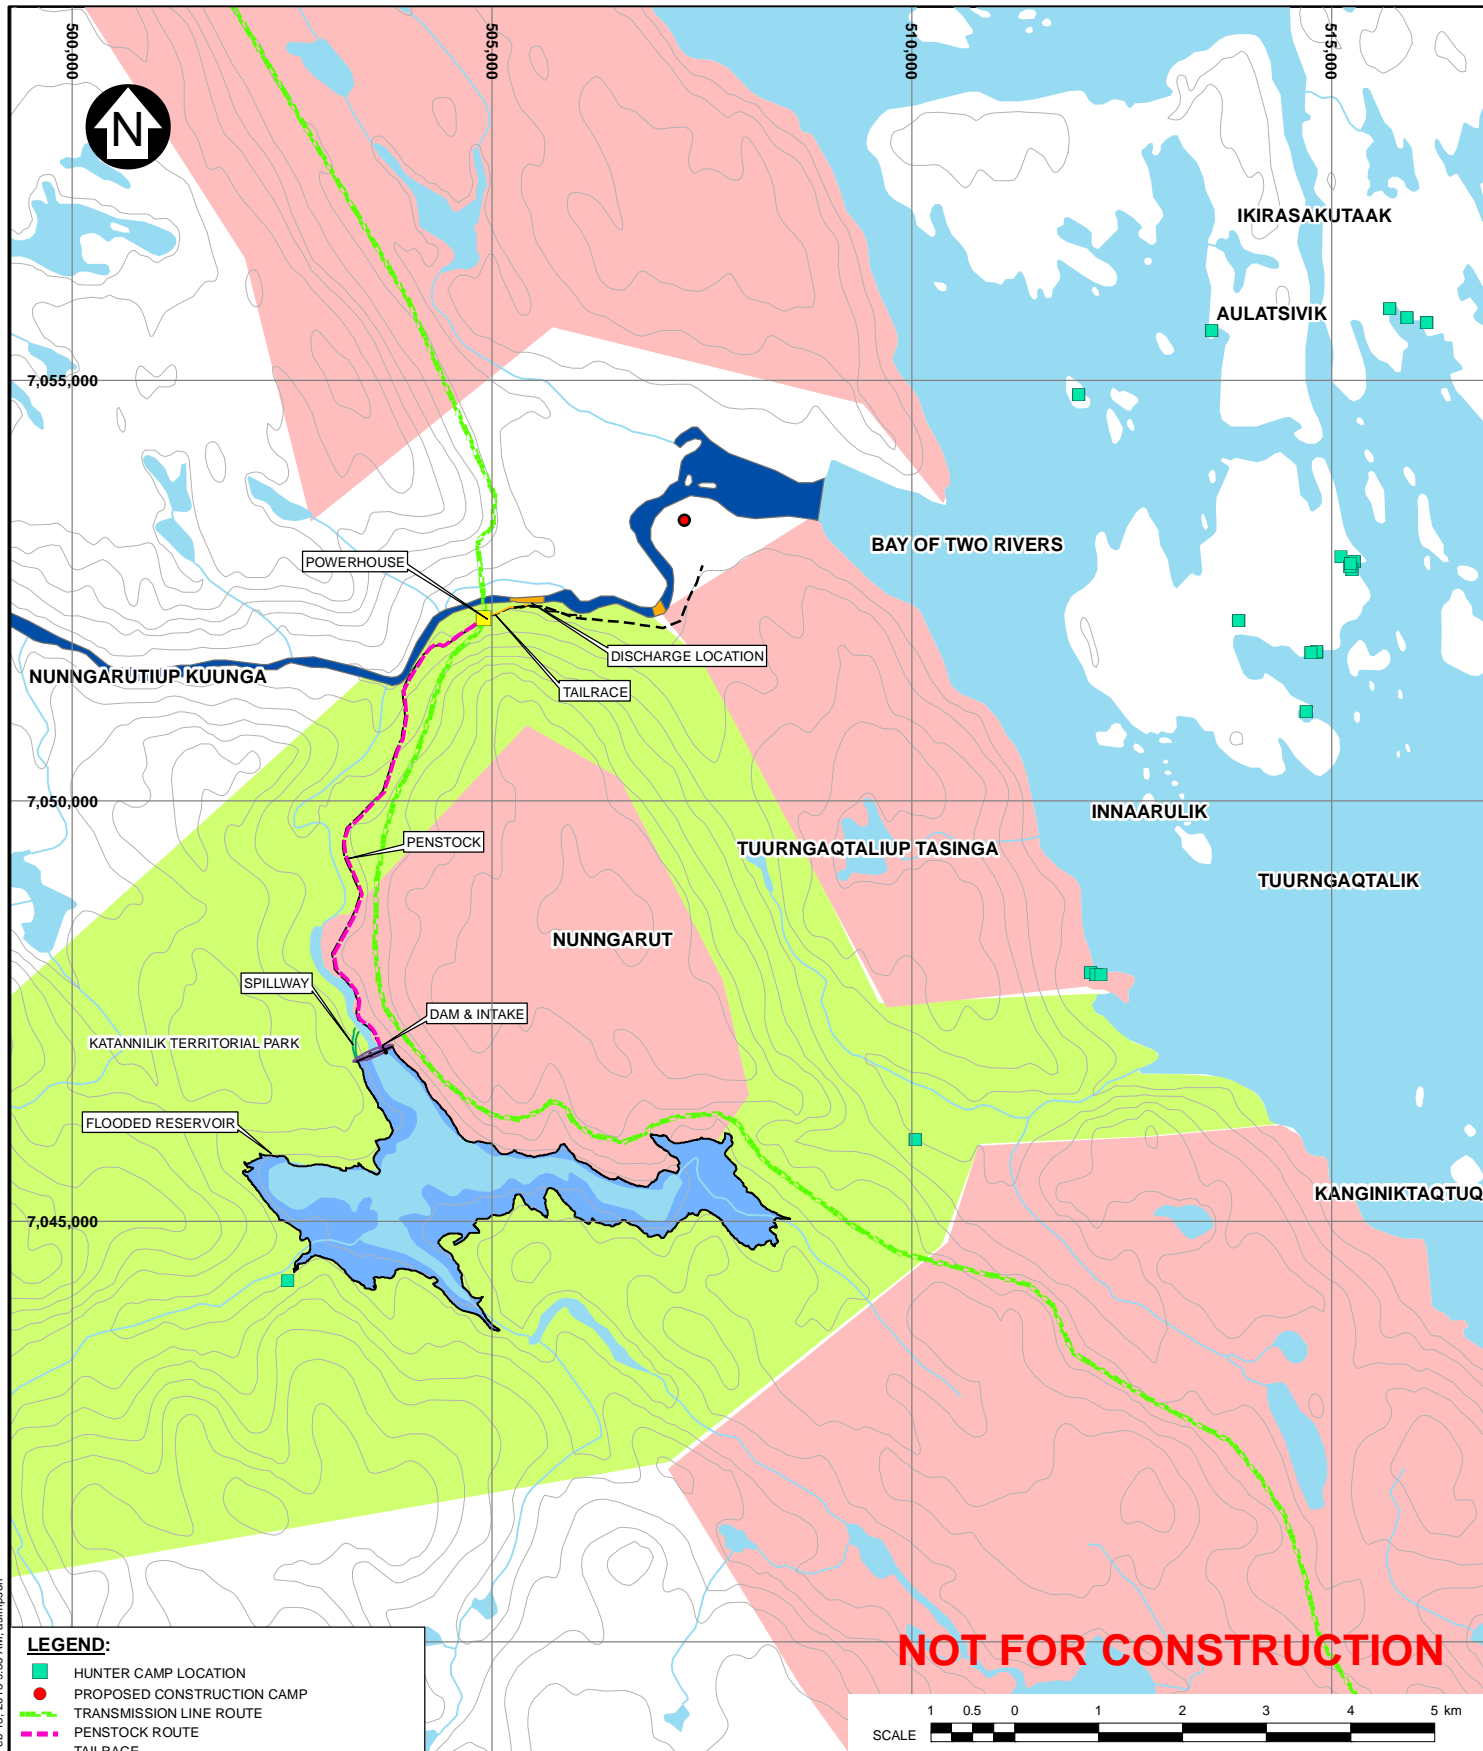 500,000
505,000
510,000
515,000
N
IKIRASAKUTAAK
AULATSIVIK
7,055,000
BAY OF TWO RIVERS
POWERHOUSE
DISCHARGE LOCATION
NUNNGARUTIUP KUUNGA
TAILRACE
7,050,000
INNAARULIK
PENSTOCK
TUURNGAQTALIUP TASINGA
TUURNGAQTALIK
NUNNGARUT
SPILLWAY
DAM & INTAKE
KATANNILIK TERRITORIAL PARK
FLOODED RESERVOIR
KANGINIKTAQTUQ
7,045,000
LEGEND:
HUNTER CAMP LOCATION
PROPOSED CONSTRUCTION CAMP
TRANSMISSION LINE ROUTE
PENSTOCK ROUTE
TAILRACE
NOT FOR CONSTRUCTION
SCALE 1 0.5 0 1 2 3 4 5 km